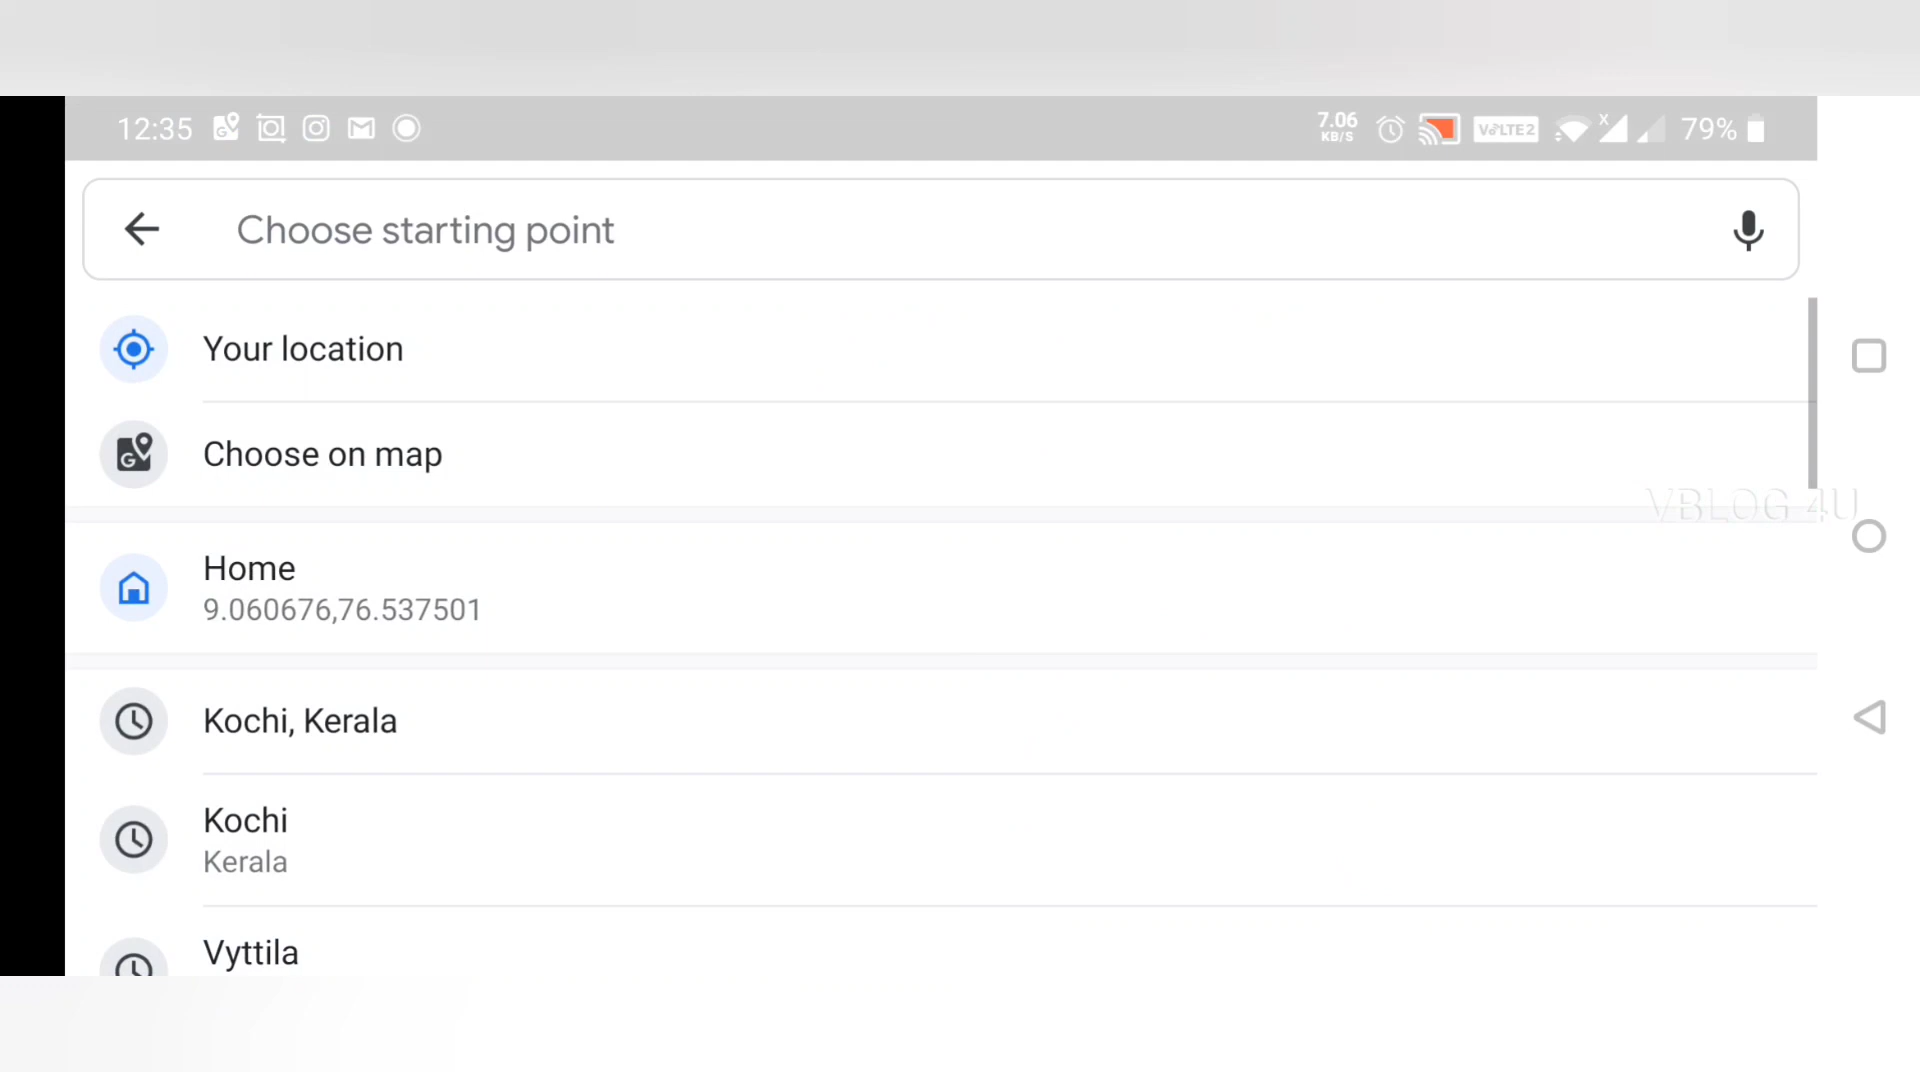 12:35
7.06
KB/S
VoLTE2
X
79%
Choose starting point
Your location
G
Choose on map
VBLOG 4U
Home
9.060676,76.537501
Kochi, Kerala
Kochi
Kerala
Vyttila